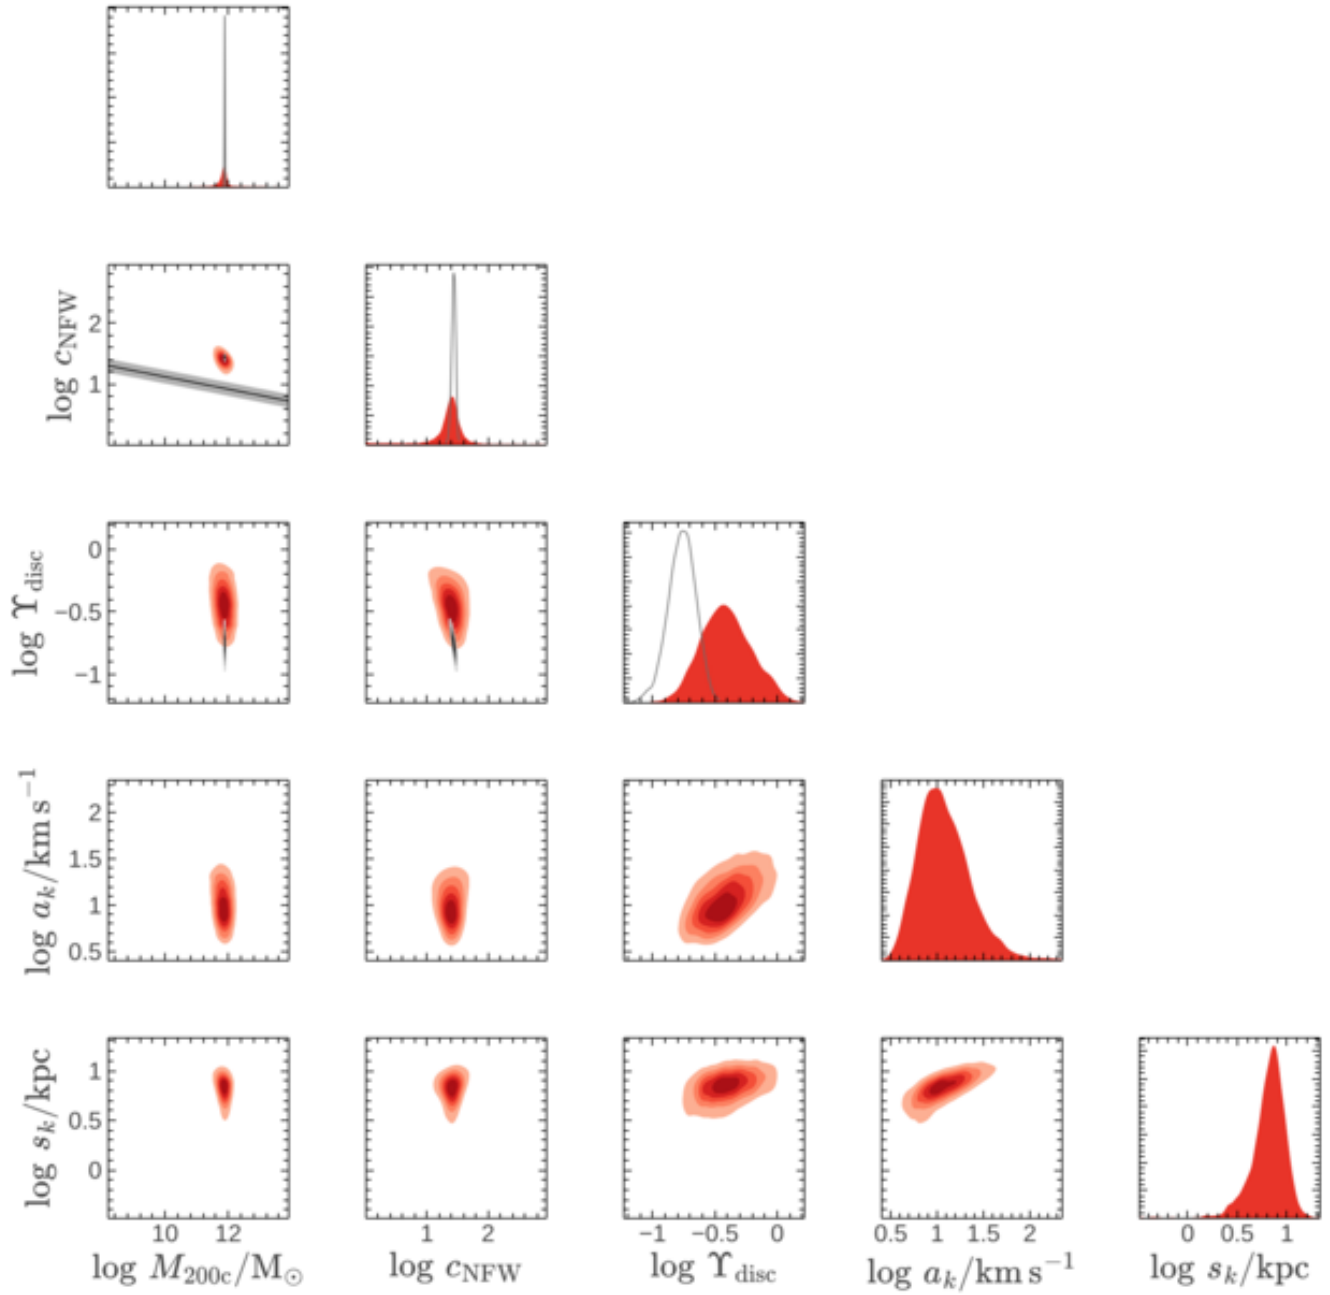 log c_NFW
2
1
log Υ_disc
0
−0.5
−1
log a_k/km s⁻¹
2
1.5
1
0.5
log s_k/kpc
1
0.5
0
10 12
1 2
−1 −0.5 0
0.5 1 1.5 2
0 0.5 1
log M_200c/M_⊙
log c_NFW
log Υ_disc
log a_k/km s⁻¹
log s_k/kpc